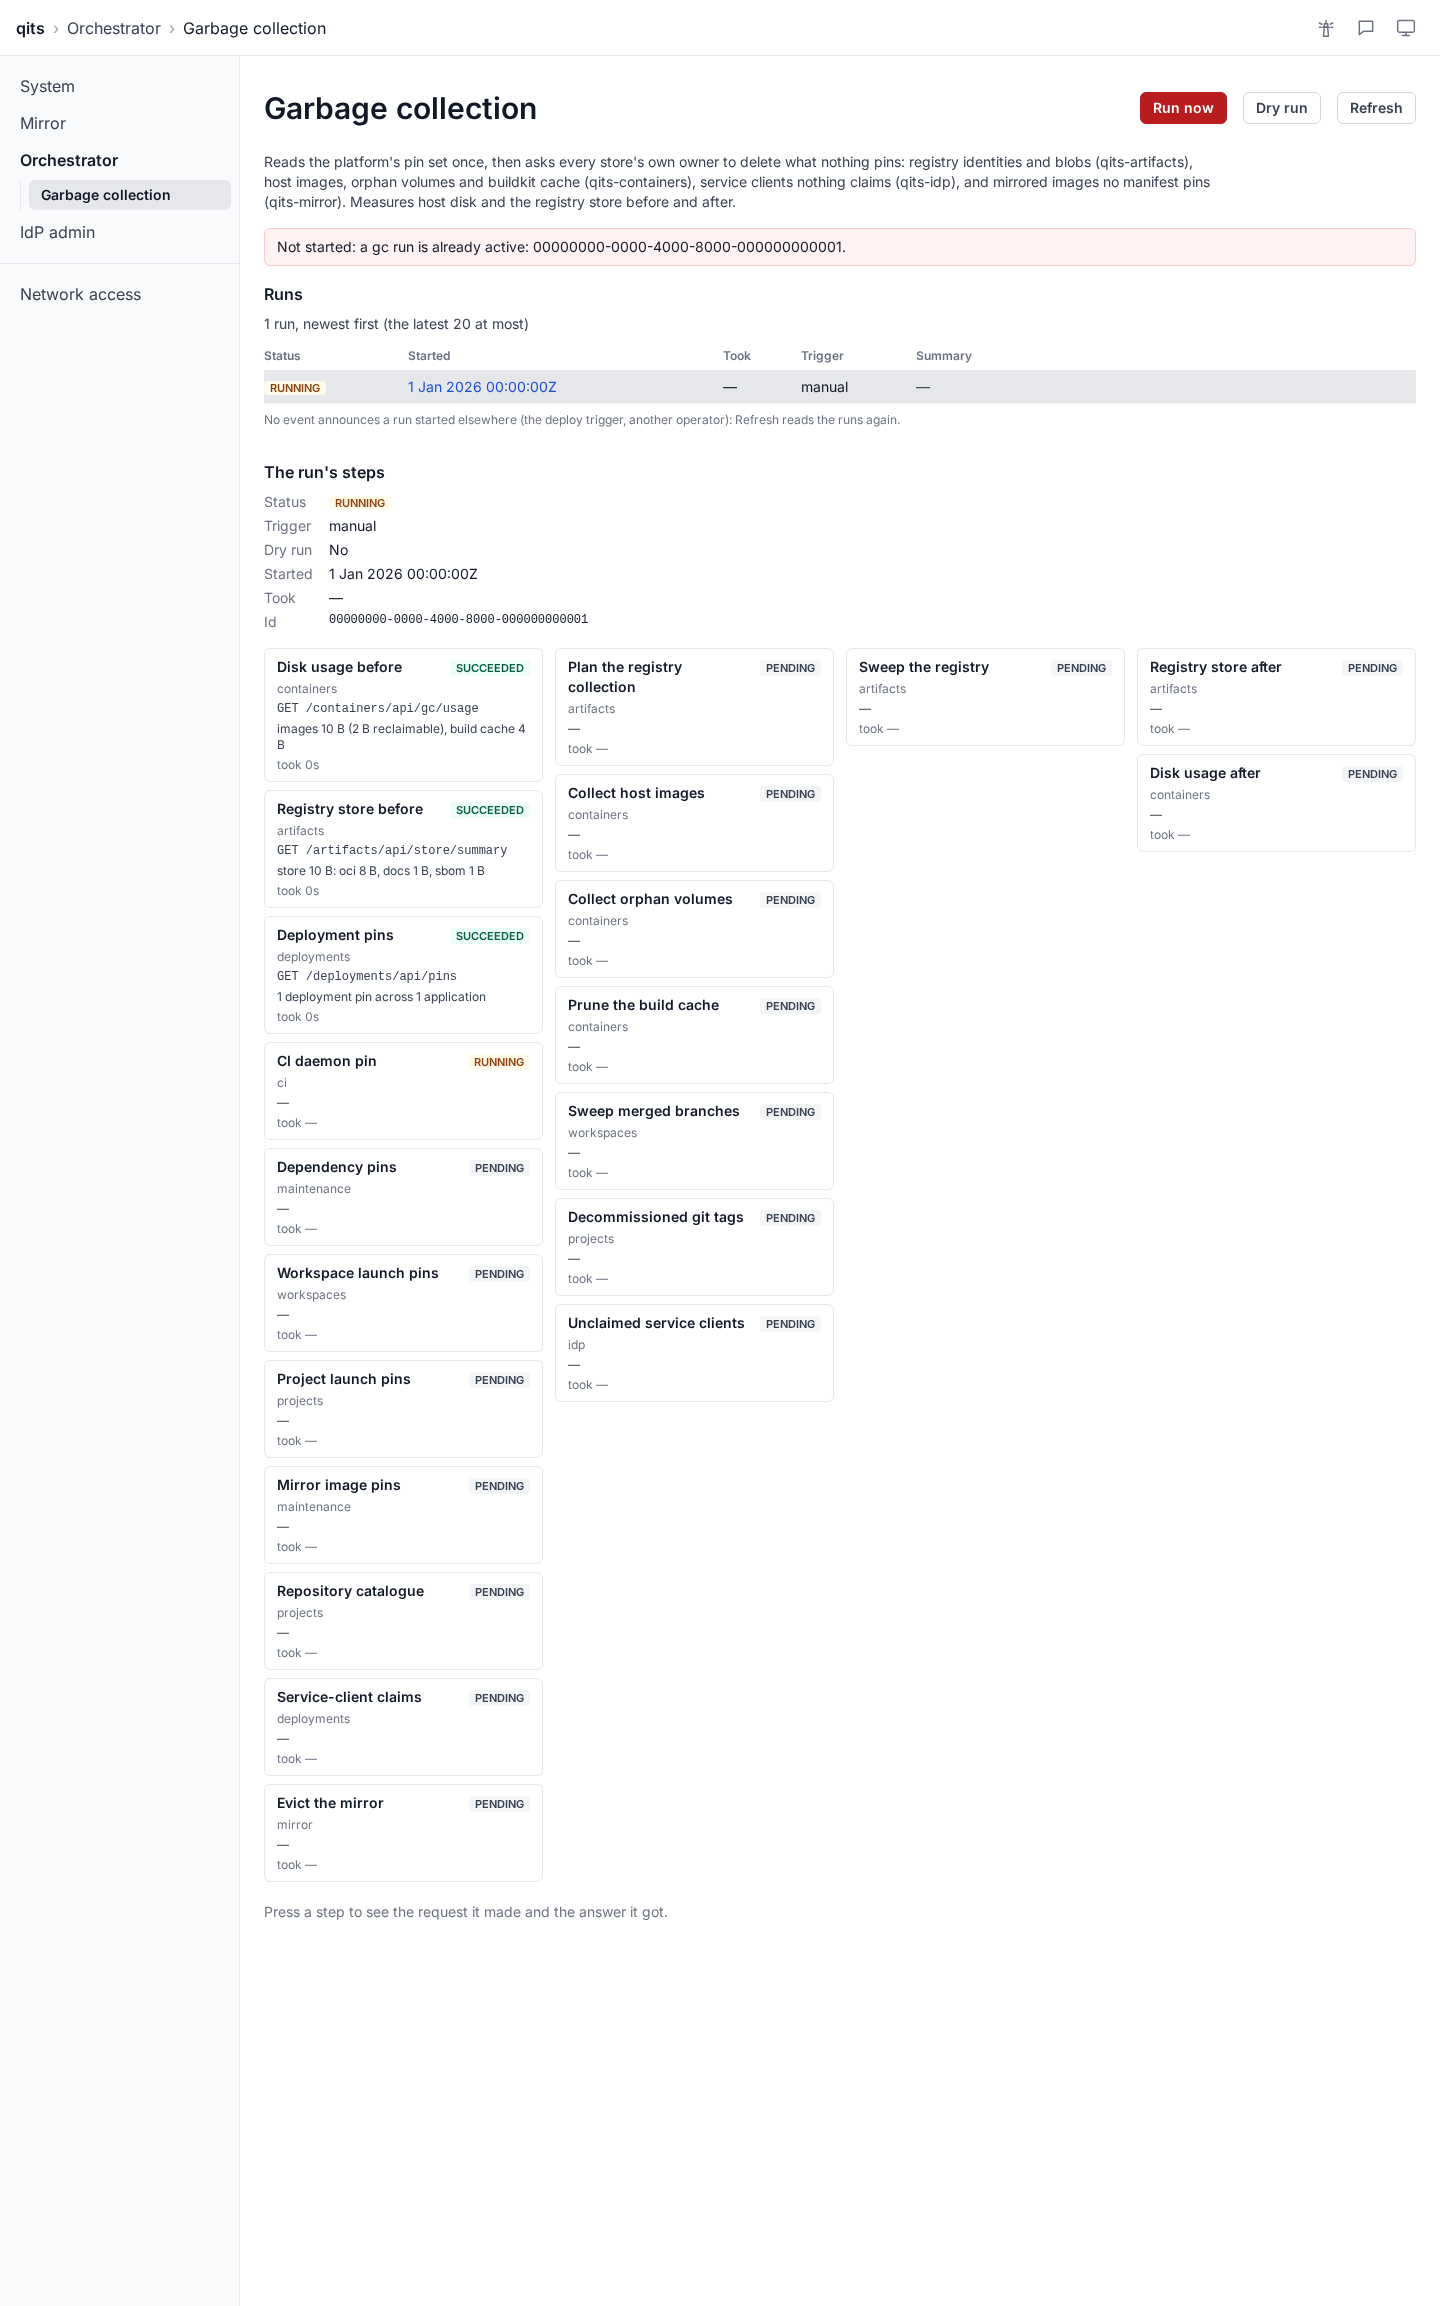 qits › Orchestrator › Garbage collection
System
Mirror
Orchestrator
Garbage collection
IdP admin
Network access
Garbage collection
Run now
Dry run
Refresh
Reads the platform's pin set once, then asks every store's own owner to delete what nothing pins: registry identities and blobs (qits-artifacts),
host images, orphan volumes and buildkit cache (qits-containers), service clients nothing claims (qits-idp), and mirrored images no manifest pins
(qits-mirror). Measures host disk and the registry store before and after.
Not started: a gc run is already active: 00000000-0000-4000-8000-000000000001.
Runs
1 run, newest first (the latest 20 at most)
Status Started Took Trigger Summary
RUNNING 1 Jan 2026 00:00:00Z — manual —
No event announces a run started elsewhere (the deploy trigger, another operator): Refresh reads the runs again.
The run's steps
Status RUNNING
Trigger manual
Dry run No
Started 1 Jan 2026 00:00:00Z
Took —
Id 00000000-0000-4000-8000-000000000001
Disk usage before SUCCEEDED
containers
GET /containers/api/gc/usage
images 10 B (2 B reclaimable), build cache 4
B
took 0s
Registry store before SUCCEEDED
artifacts
GET /artifacts/api/store/summary
store 10 B: oci 8 B, docs 1 B, sbom 1 B
took 0s
Deployment pins SUCCEEDED
deployments
GET /deployments/api/pins
1 deployment pin across 1 application
took 0s
CI daemon pin RUNNING
ci
—
took —
Dependency pins PENDING
maintenance
—
took —
Workspace launch pins PENDING
workspaces
—
took —
Project launch pins PENDING
projects
—
took —
Mirror image pins PENDING
maintenance
—
took —
Repository catalogue PENDING
projects
—
took —
Service-client claims PENDING
deployments
—
took —
Evict the mirror PENDING
mirror
—
took —
Plan the registry PENDING
collection
artifacts
—
took —
Collect host images PENDING
containers
—
took —
Collect orphan volumes PENDING
containers
—
took —
Prune the build cache PENDING
containers
—
took —
Sweep merged branches PENDING
workspaces
—
took —
Decommissioned git tags PENDING
projects
—
took —
Unclaimed service clients PENDING
idp
—
took —
Sweep the registry PENDING
artifacts
—
took —
Registry store after PENDING
artifacts
—
took —
Disk usage after PENDING
containers
—
took —
Press a step to see the request it made and the answer it got.